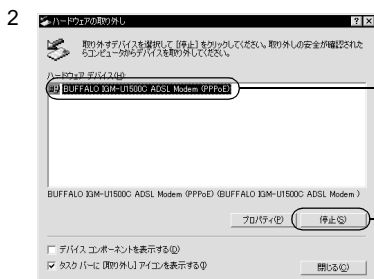 2
ハードウェアの取り外し
取り外すデバイスを選択して [停止] をクリックしてください。取り外しの安全が確認された
らコンピュータからデバイスを取り外してください。
ハードウェア デバイス(H):
BUFFALO IGM-U1500C ADSL Modem (PPPoE)
BUFFALO IGM-U1500C ADSL Modem (PPPoE) (BUFFALO IGM-U1500C ADSL Modem )
プロパティ(P)
停止(S)
デバイス コンポーネントを表示する(D)
タスク バーに [取り外し] アイコンを表示する(I)
閉じる(C)